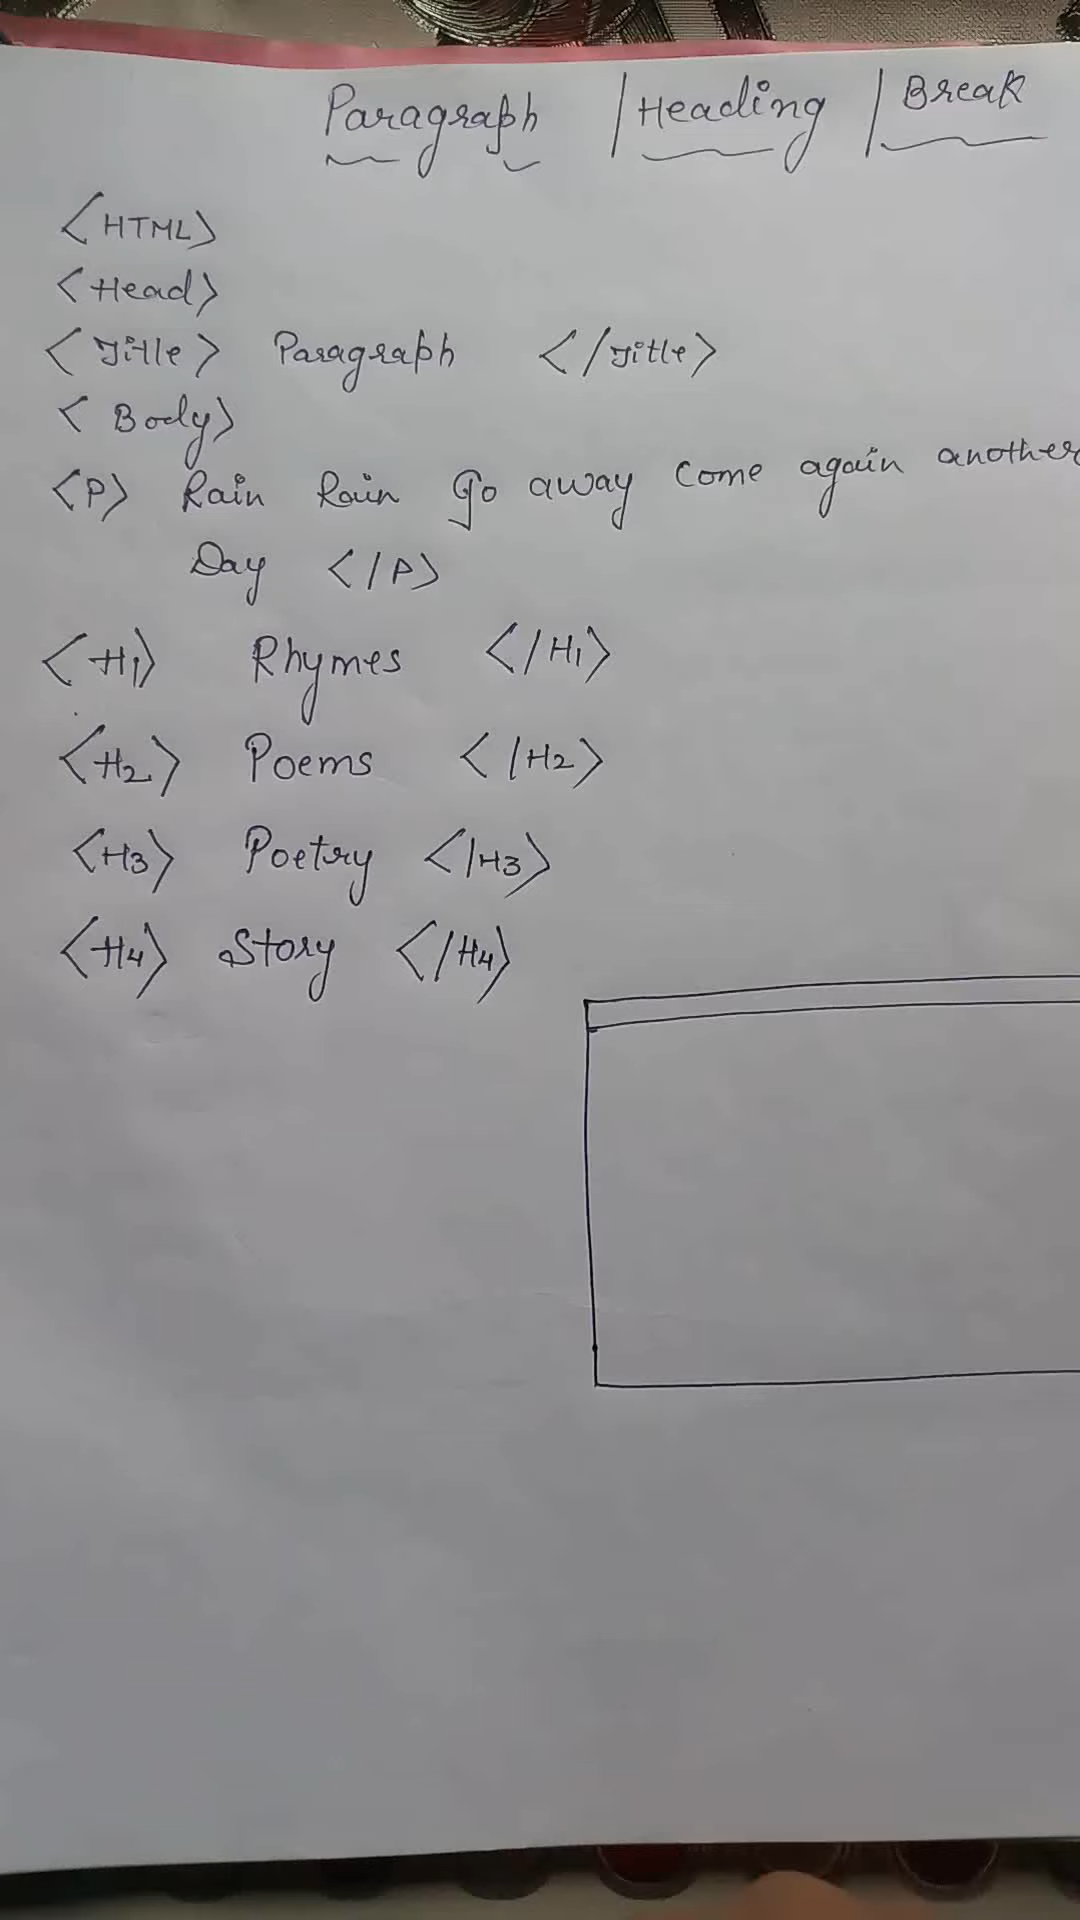 Paragraph | Heading | Break
<HTML>
<Head>
<Title> Paragraph </Title>
<Body>
<P> Rain Rain Go away come again another
Day </P>
<H1> Rhymes </H1>
<H2> Poems </H2>
<H3> Poetry </H3>
<H4> Story </H4>